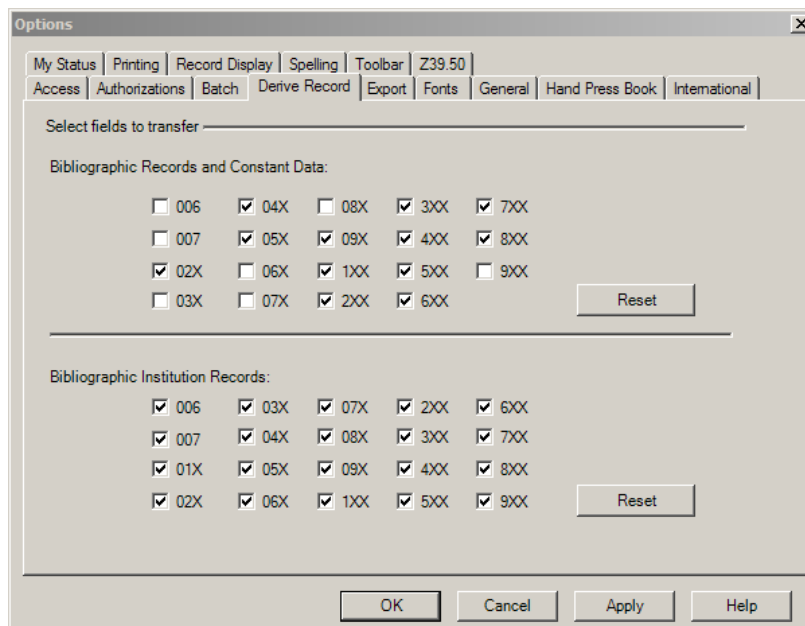 Options
My Status Printing Record Display Spelling Toolbar Z39.50
Access Authorizations Batch Derive Record Export Fonts General Hand Press Book International
Select fields to transfer
Bibliographic Records and Constant Data:
006 04X 08X 3XX 7XX
007 05X 09X 4XX 8XX
02X 06X 1XX 5XX 9XX
03X 07X 2XX 6XX
Reset
Bibliographic Institution Records:
006 03X 07X 2XX 6XX
007 04X 08X 3XX 7XX
01X 05X 09X 4XX 8XX
02X 06X 1XX 5XX 9XX
Reset
OK Cancel Apply Help